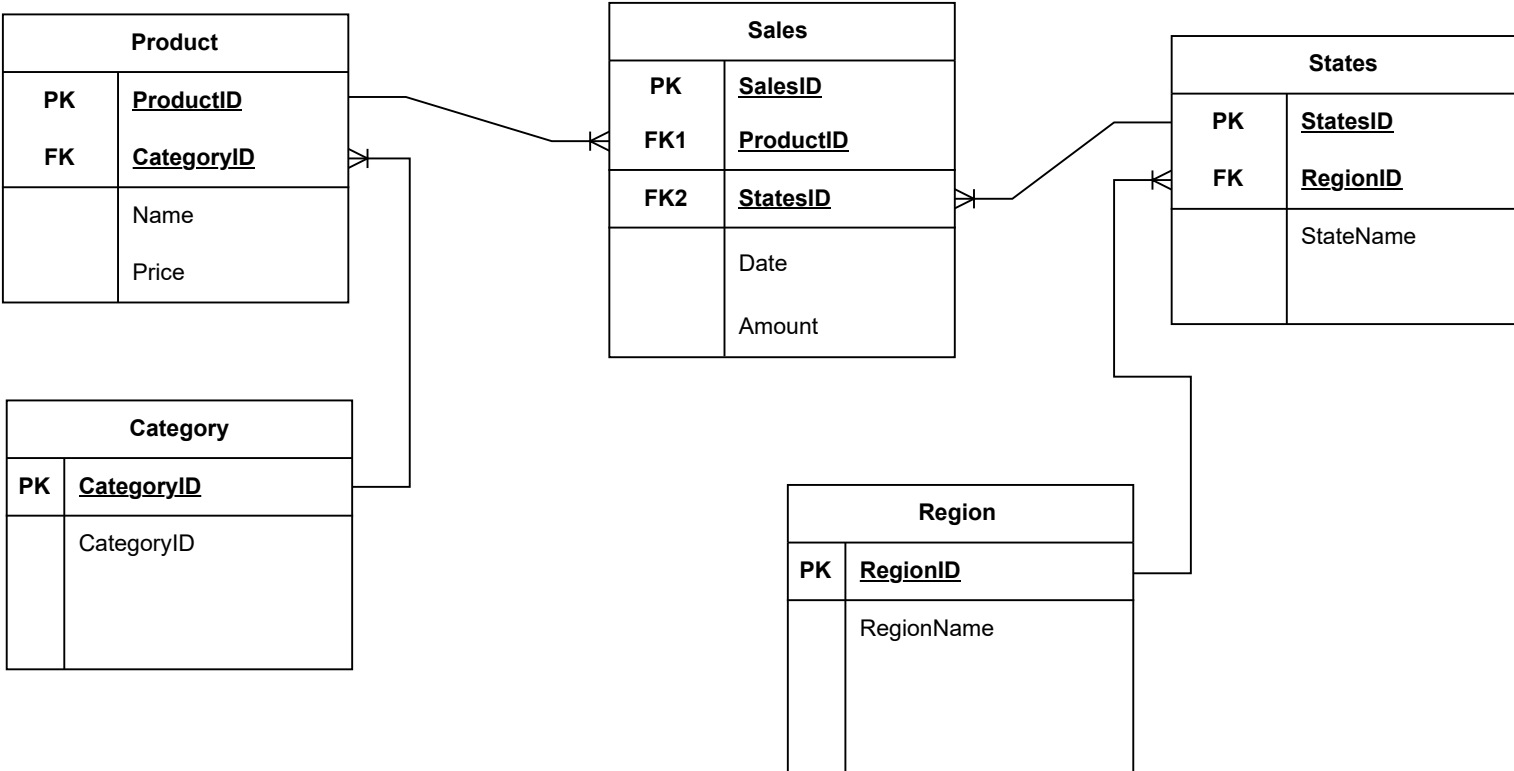 Product
PK ProductID
FK CategoryID
Name
Price
Sales
PK SalesID
FK1 ProductID
FK2 StatesID
Date
Amount
States
PK StatesID
FK RegionID
StateName
Category
PK CategoryID
CategoryID
Region
PK RegionID
RegionName